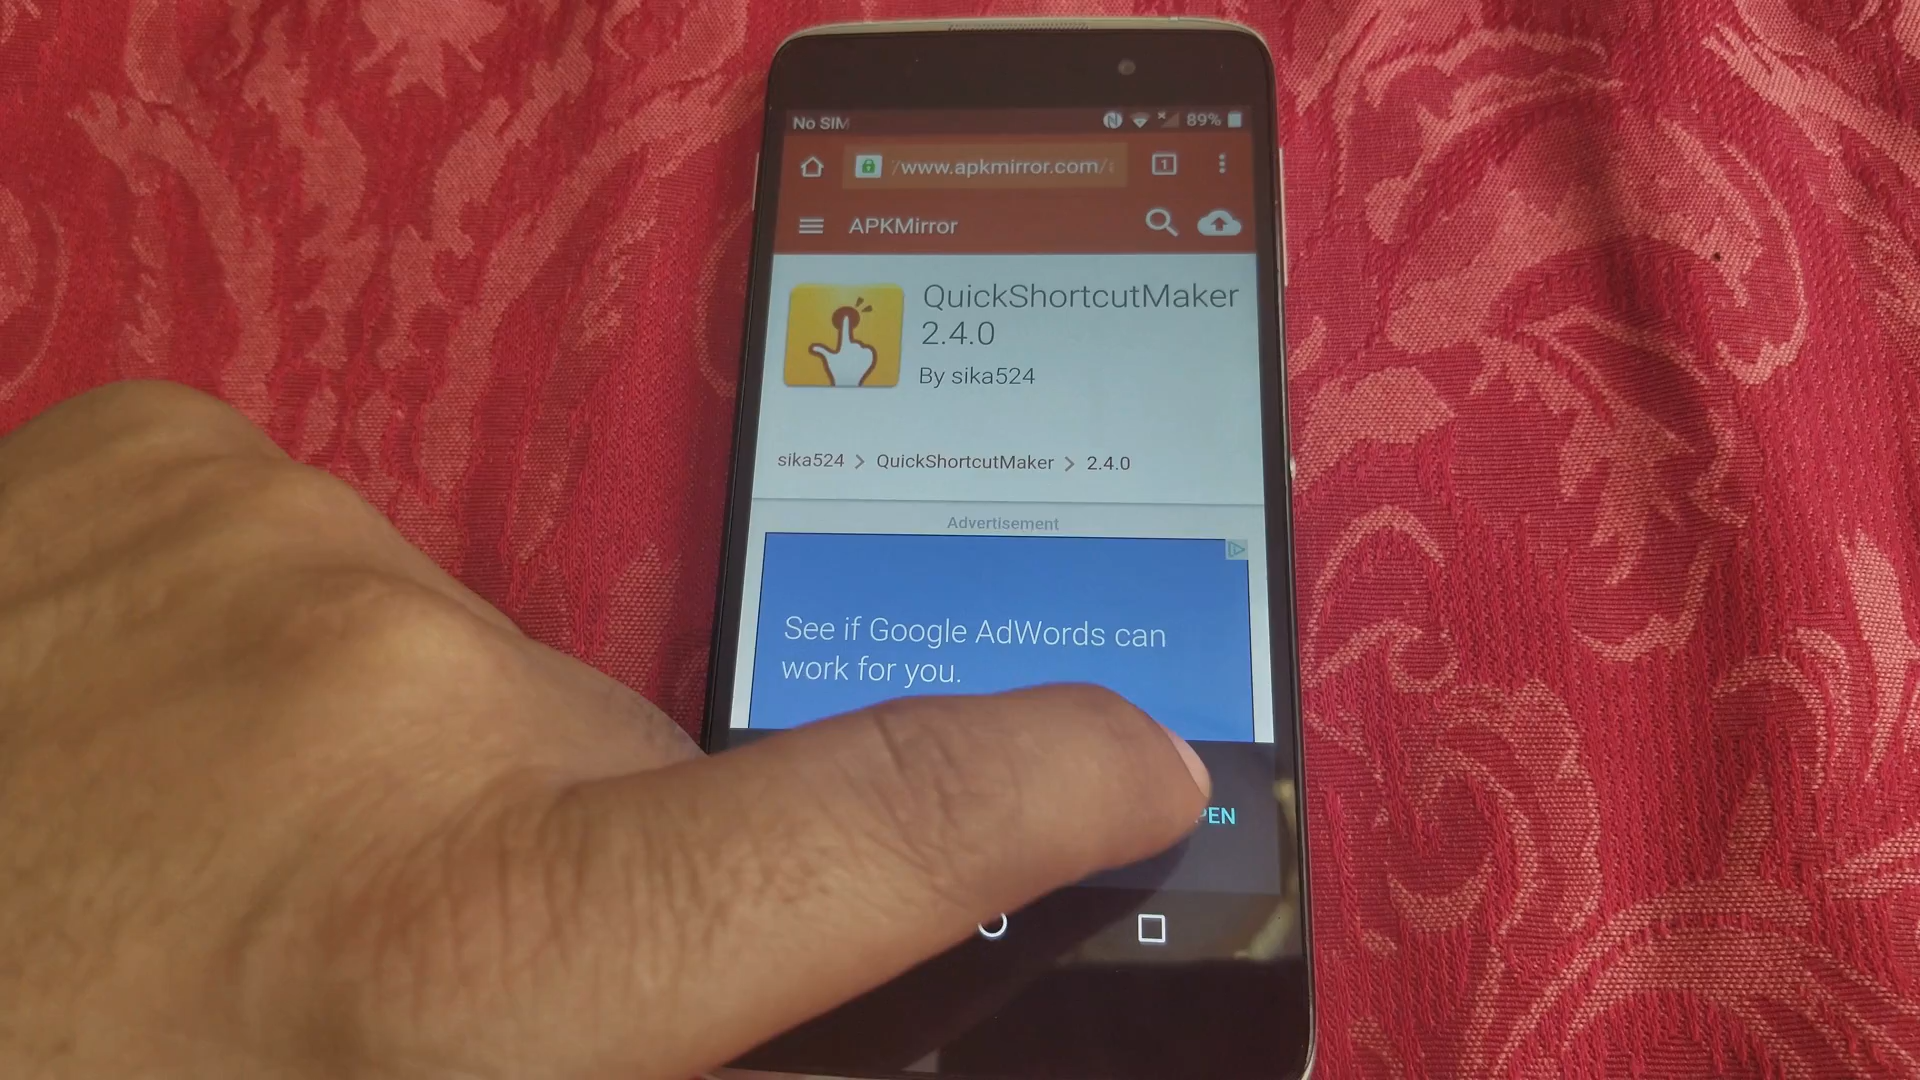 No SIM
89%
/www.apkmirror.com/
1
APKMirror
QuickShortcutMaker
2.4.0
By sika524
sika524 > QuickShortcutMaker > 2.4.0
Advertisement
See if Google AdWords can
work for you.
PEN